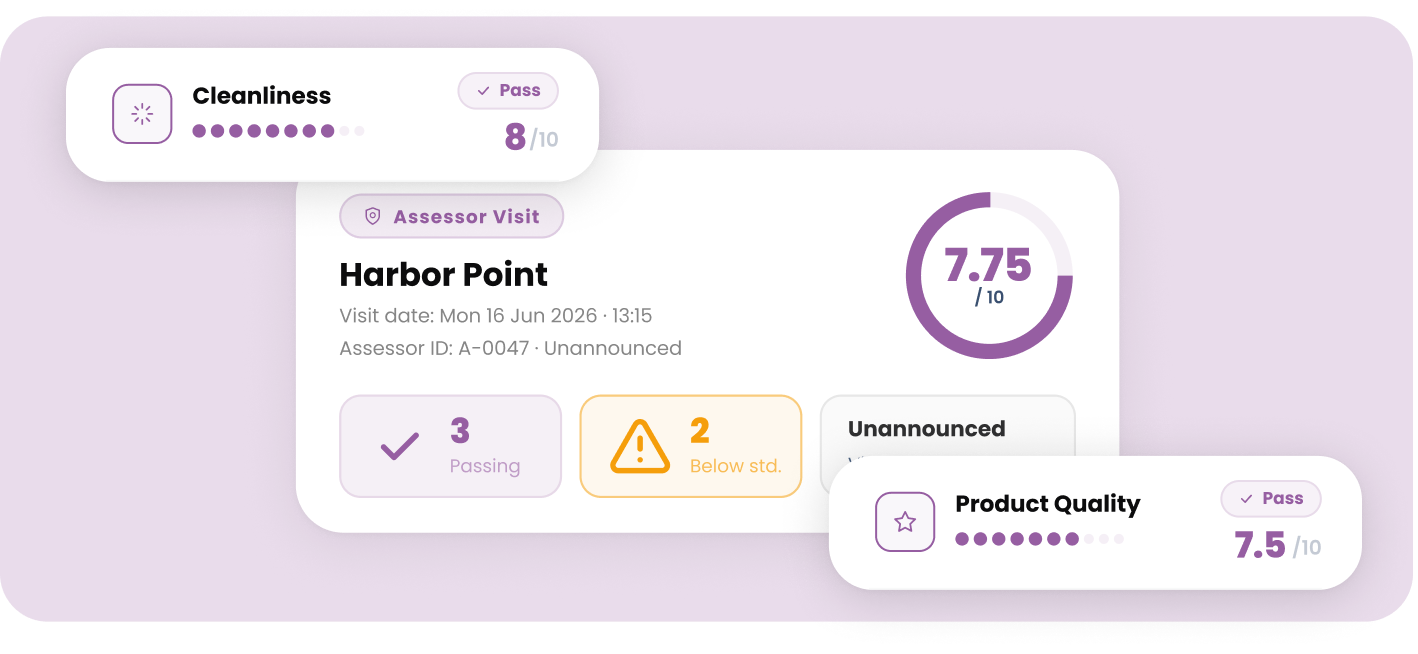 Cleanliness
Pass
8 /10
Assessor Visit
Harbor Point
Visit date: Mon 16 Jun 2026 · 13:15
Assessor ID: A-0047 · Unannounced
7.75
/ 10
3
Passing
2
Below std.
Unannounced
Product Quality
Pass
7.5 /10